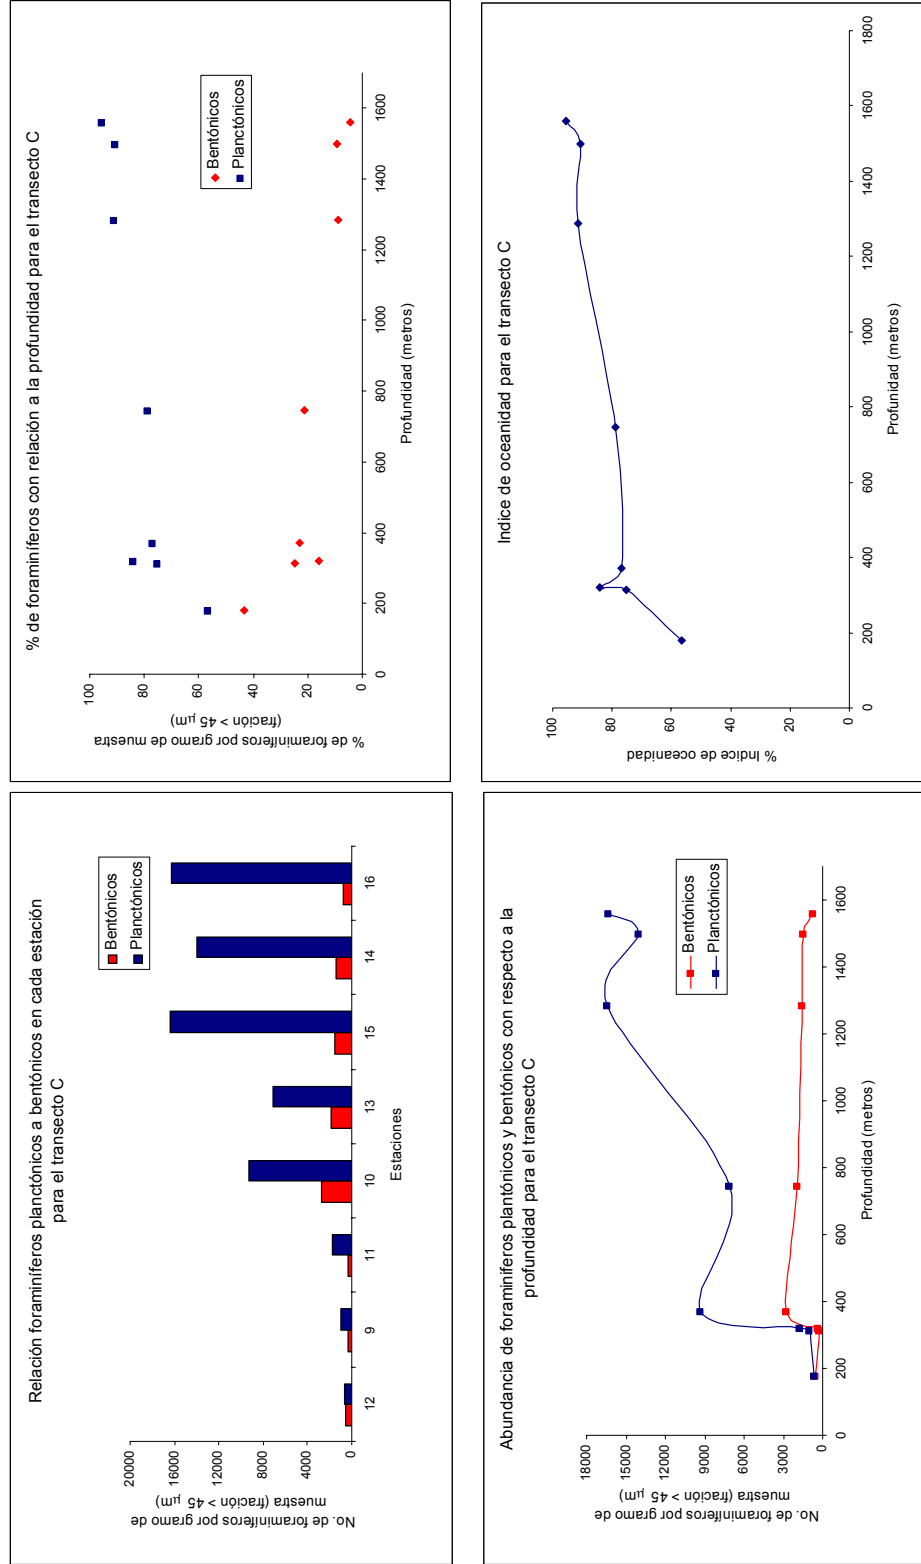 Relación foraminíferos planctónicos a bentónicos en cada estación
para el transecto C
No. de foraminíferos por gramo de
muestra (fración > 45 μm)
20000
16000
12000
8000
4000
0
12
9
11
10
13
15
14
16
Estaciones
Bentónicos
Planctónicos
% de foraminíferos con relación a la profundidad para el transecto C
% de foraminíferos por gramo de muestra
(fración > 45 μm)
100
80
60
40
20
0
0
200
400
600
800
1000
1200
1400
1600
Profundidad (metros)
Bentónicos
Planctónicos
Abundancia de foraminíferos plantónicos y bentónicos con respecto a la
profundidad para el transecto C
No. de foraminíferos por gramo de
muestra (fración > 45 μm)
18000
15000
12000
9000
6000
3000
0
0
200
400
600
800
1000
1200
1400
1600
Profundidad (metros)
Bentónicos
Planctónicos
Indice de oceanidad para el transecto C
% Indice de oceanidad
100
80
60
40
20
0
0
200
400
600
800
1000
1200
1400
1600
1800
Profunidad (metros)